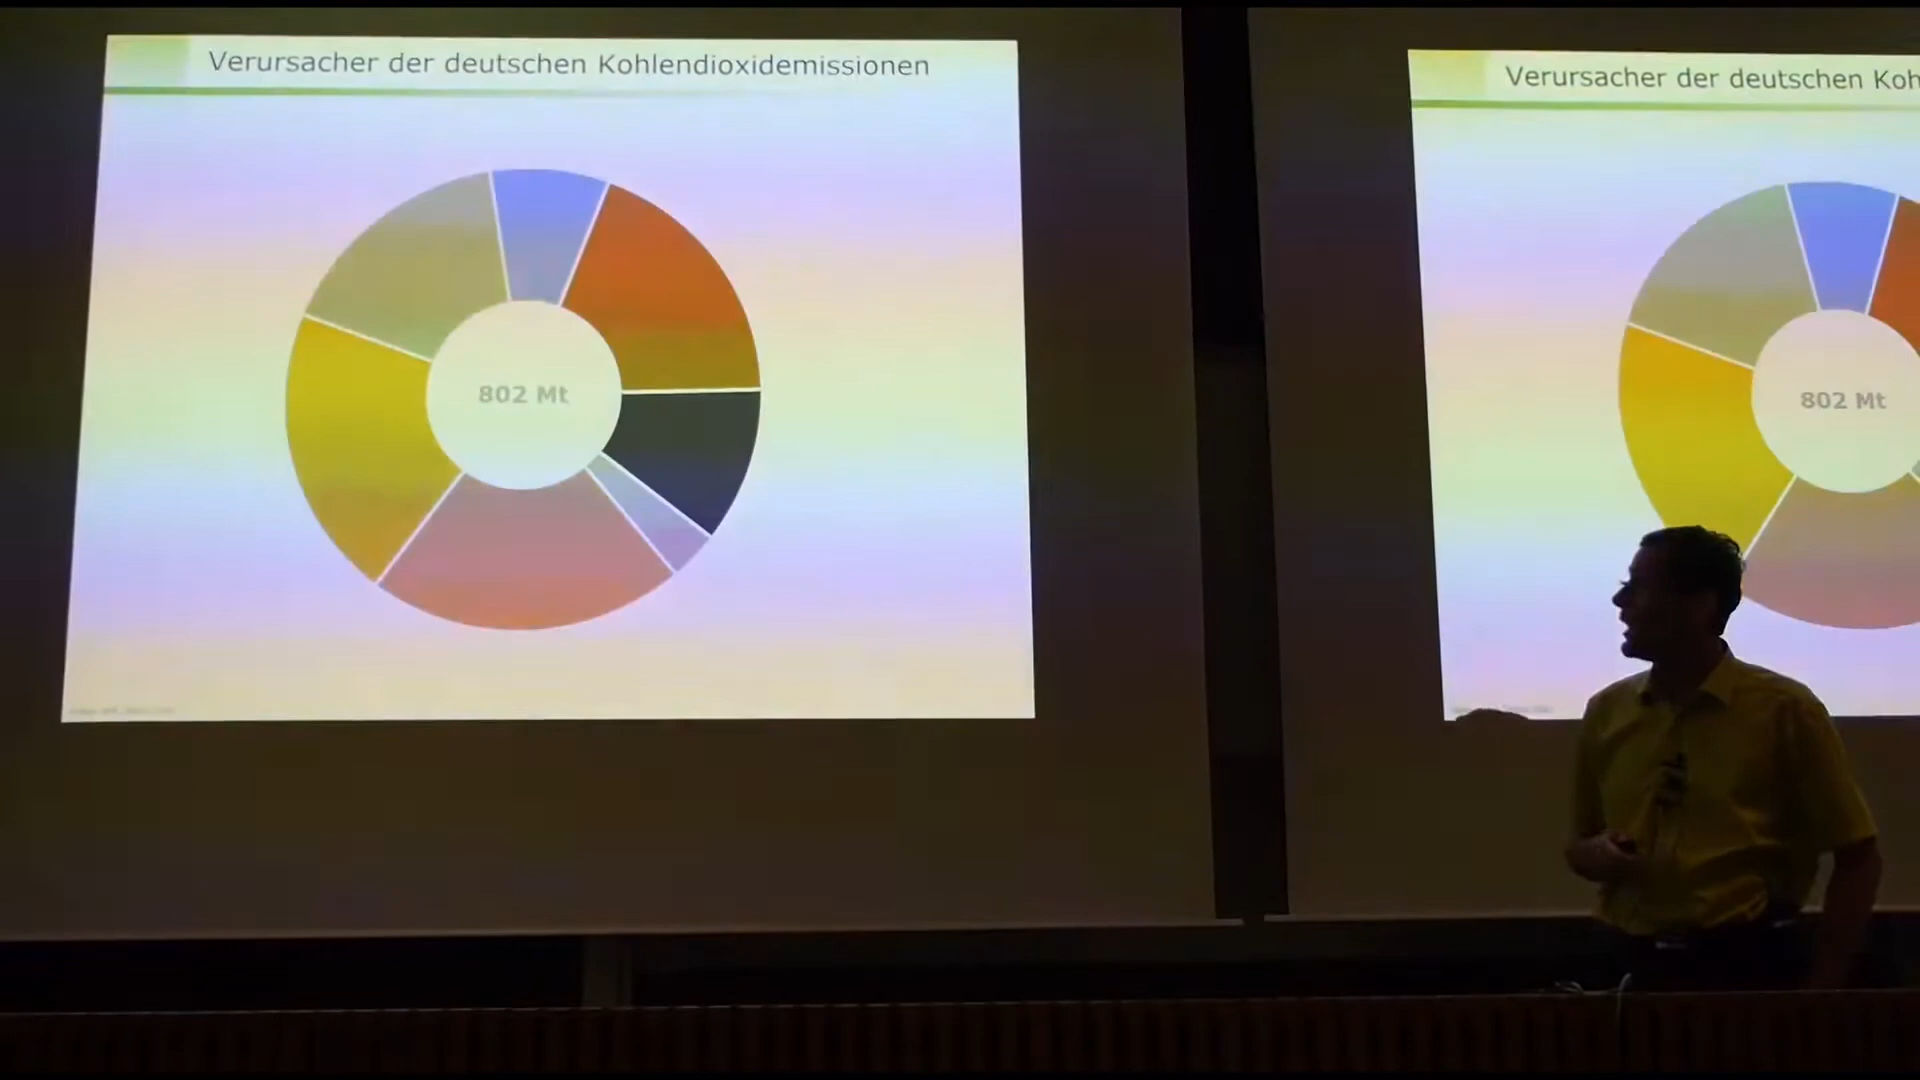 Verursacher der deutschen Kohlendioxidemissionen
802 Mt
Verursacher der deutschen Koh
802 Mt